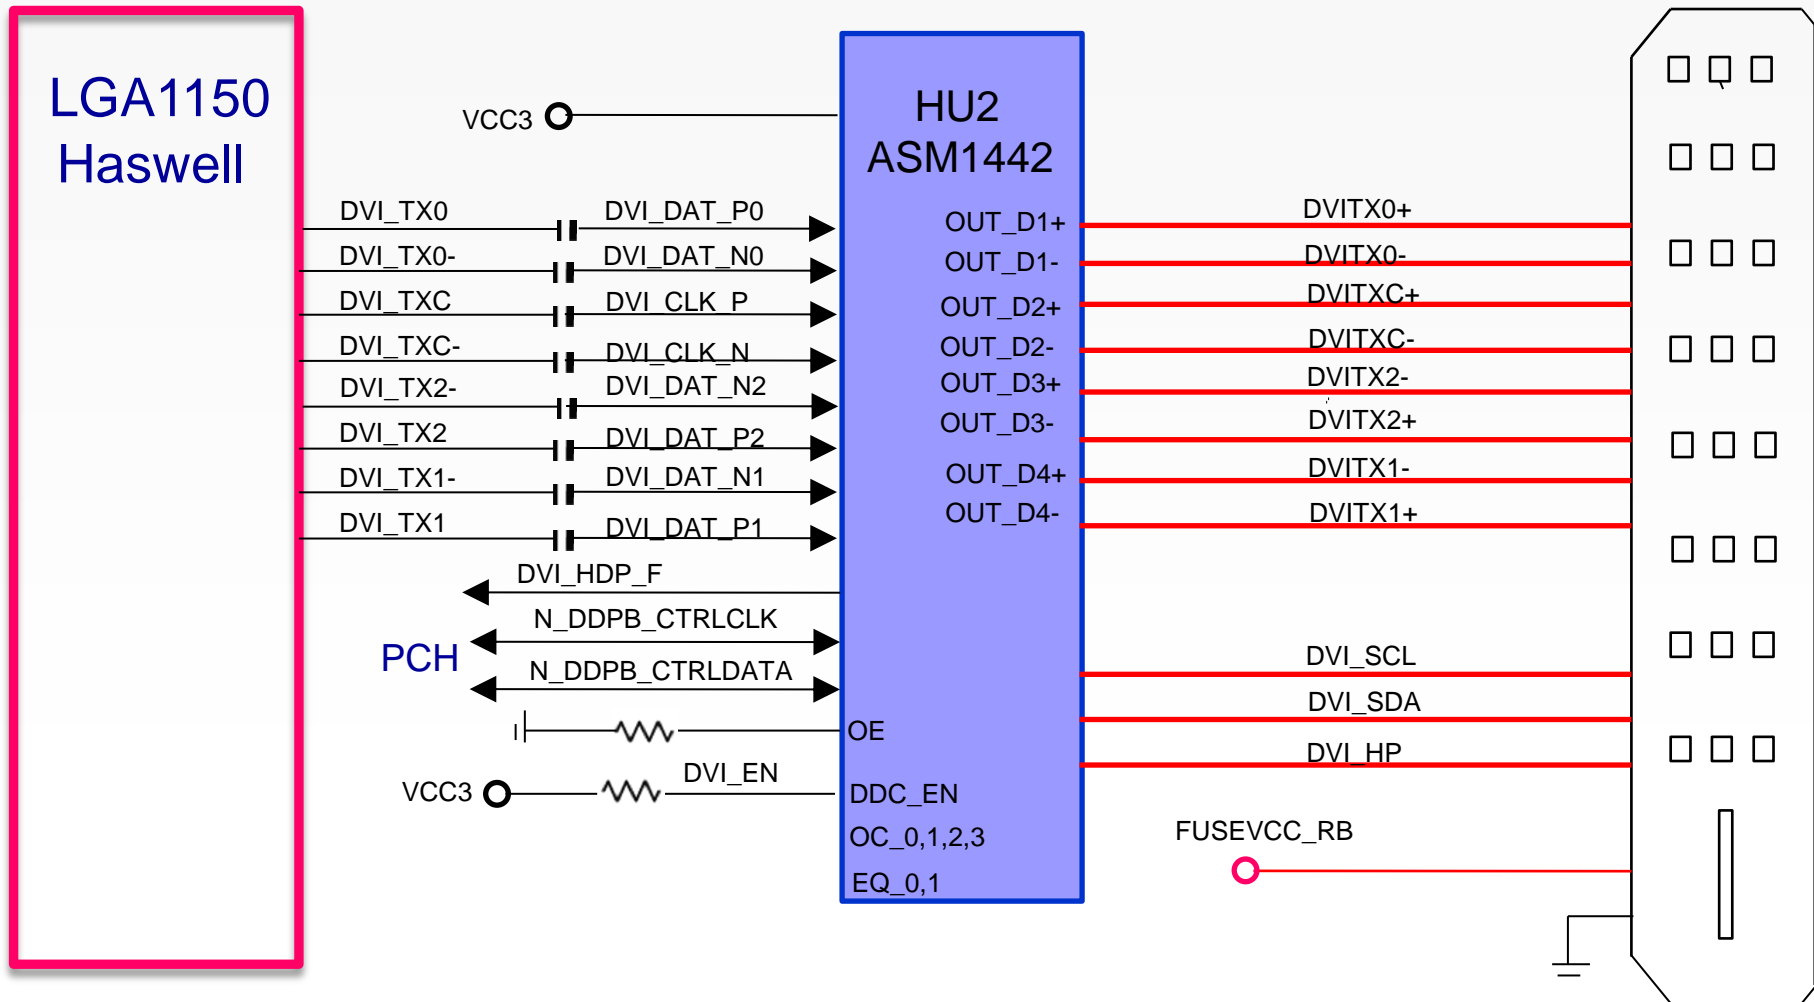 LGA1150
Haswell
VCC3
HU2
ASM1442
DVI_TX0
DVI_DAT_P0
DVI_TX0-
DVI_DAT_N0
DVI_TXC
DVI_CLK_P
DVI_TXC-
DVI_CLK_N
DVI_TX2-
DVI_DAT_N2
DVI_TX2
DVI_DAT_P2
DVI_TX1-
DVI_DAT_N1
DVI_TX1
DVI_DAT_P1
DVI_HDP_F
N_DDPB_CTRLCLK
PCH
N_DDPB_CTRLDATA
VCC3
DVI_EN
OUT_D1+
OUT_D1-
OUT_D2+
OUT_D2-
OUT_D3+
OUT_D3-
OUT_D4+
OUT_D4-
OE
DDC_EN
OC_0,1,2,3
EQ_0,1
DVITX0+
DVITX0-
DVITXC+
DVITXC-
DVITX2-
DVITX2+
DVITX1-
DVITX1+
DVI_SCL
DVI_SDA
DVI_HP
FUSEVCC_RB